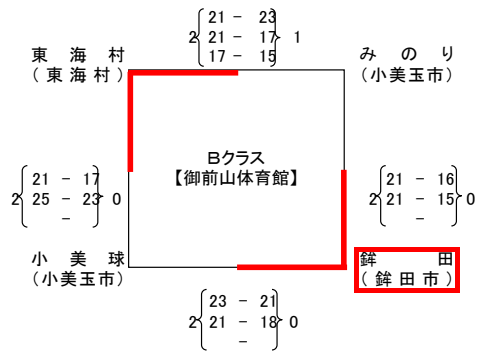 21 － 23
2 21 － 17 1
17 － 15
東 海 村
（東海村）
み の り
（小美玉市）
Ｂクラス
【御前山体育館】
21 － 17
2 25 － 23 0
－
21 － 16
2 21 － 15 0
－
小 美 球
（小美玉市）
鉾 田
（鉾田市）
23 － 21
2 21 － 18 0
－